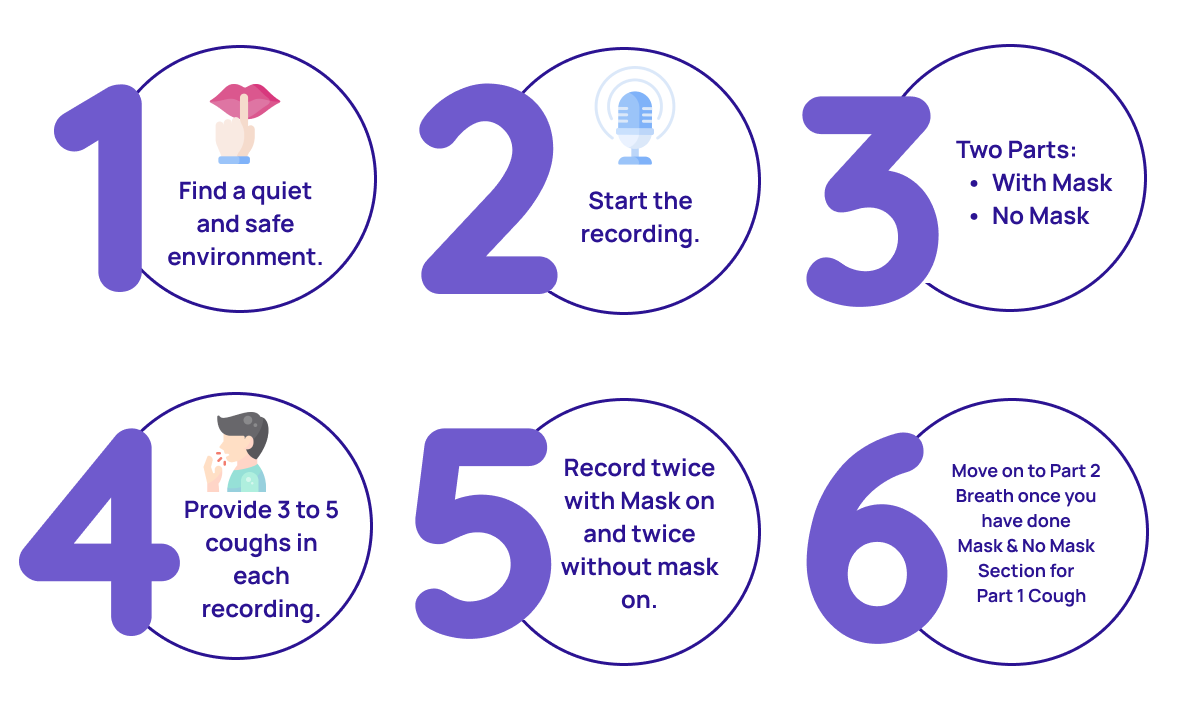 1
Find a quiet
and safe
environment.
2
Start the
recording.
3
Two Parts:
• With Mask
• No Mask
4
Provide 3 to 5
coughs in
each
recording.
5
Record twice
with Mask on
and twice
without mask
on.
6
Move on to Part 2
Breath once you
have done
Mask & No Mask
Section for
Part 1 Cough